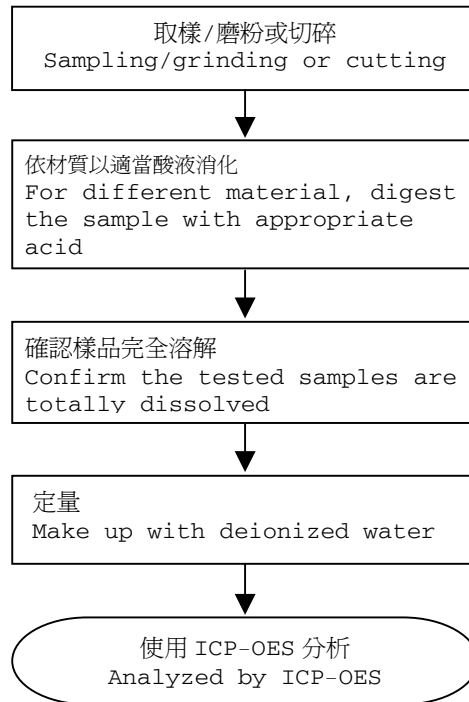 取樣/磨粉或切碎
Sampling/grinding or cutting
依材質以適當酸液消化
For different material, digest
the sample with appropriate
acid
確認樣品完全溶解
Confirm the tested samples are
totally dissolved
定量
Make up with deionized water
使用 ICP-OES 分析
Analyzed by ICP-OES